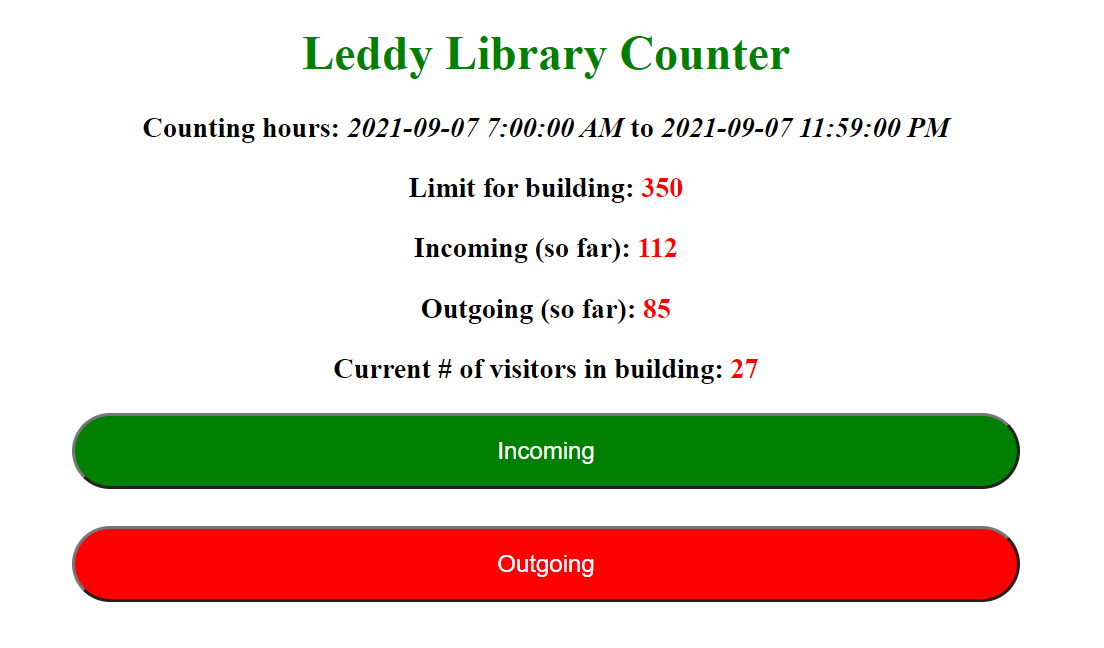 Leddy Library Counter
Counting hours: 2021-09-07 7:00:00 AM to 2021-09-07 11:59:00 PM
Limit for building: 350
Incoming (so far): 112
Outgoing (so far): 85
Current # of visitors in building: 27
Incoming
Outgoing